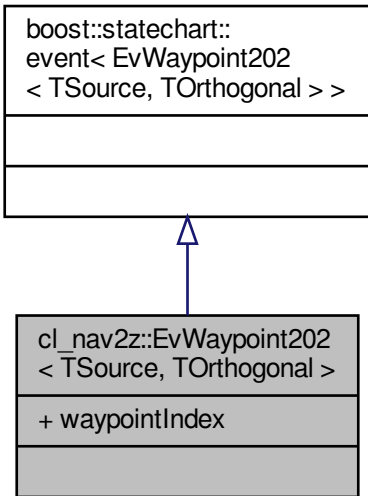 boost::statechart::
event< EvWaypoint202
< TSource, TOrthogonal > >
cl_nav2z::EvWaypoint202
< TSource, TOrthogonal >
+ waypointIndex